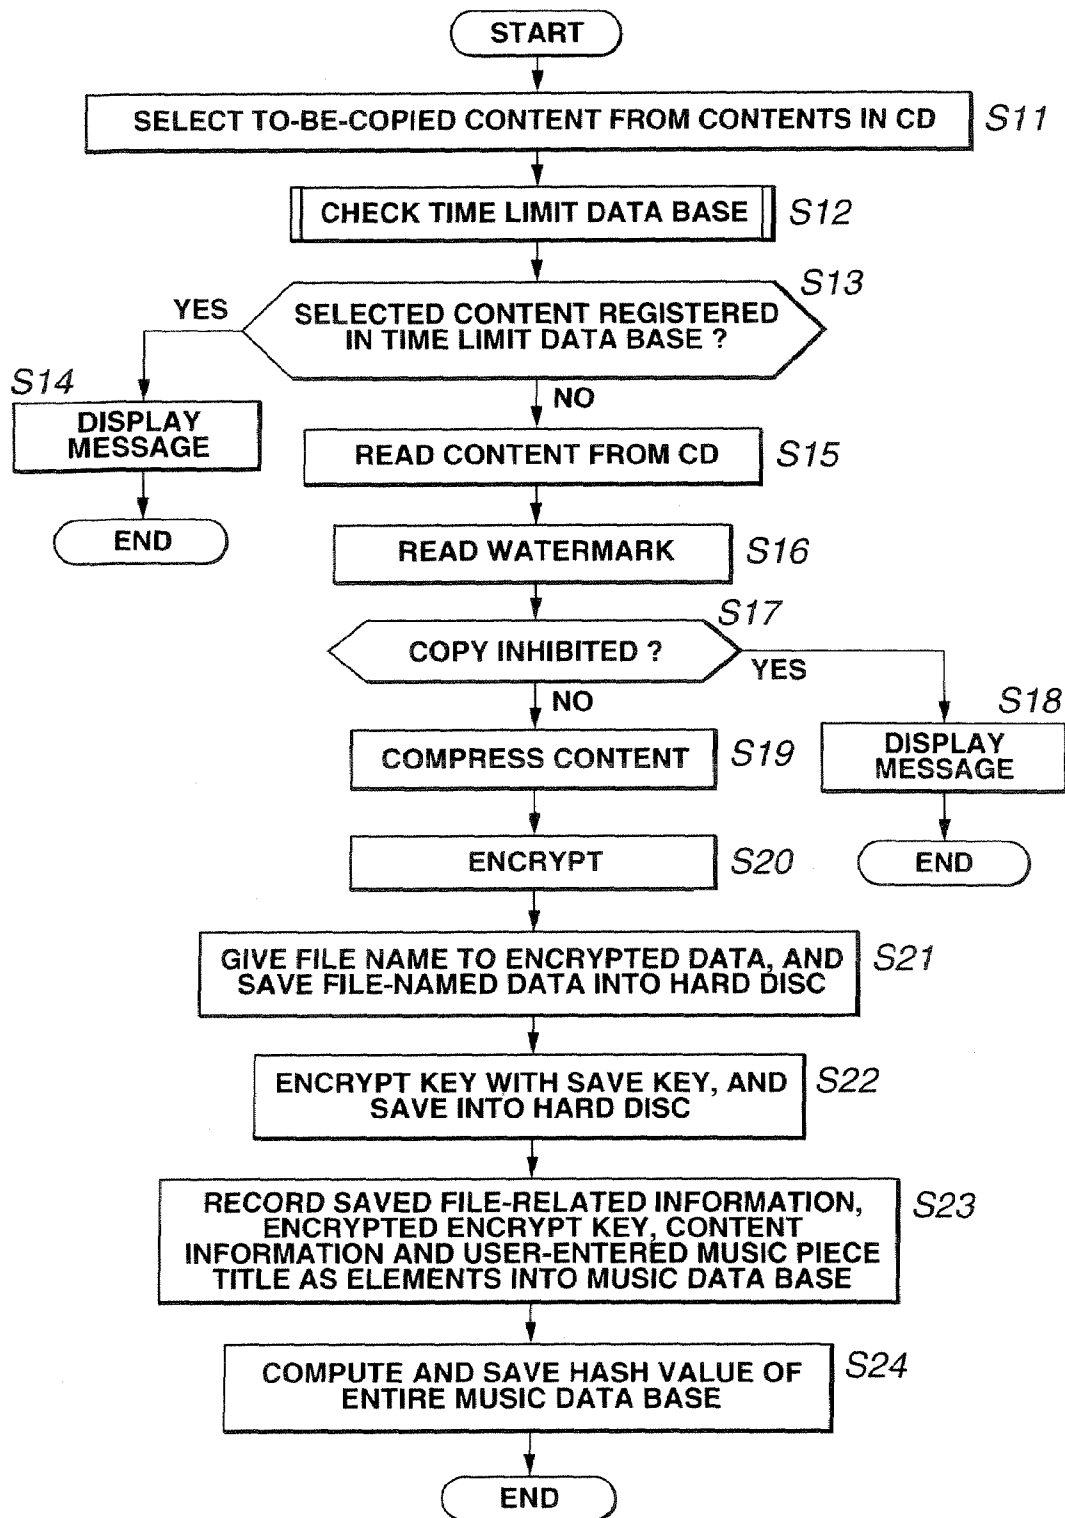 START
SELECT TO-BE-COPIED CONTENT FROM CONTENTS IN CD
S11
CHECK TIME LIMIT DATA BASE
S12
S13
YES
SELECTED CONTENT REGISTERED
IN TIME LIMIT DATA BASE ?
S14
NO
DISPLAY
MESSAGE
READ CONTENT FROM CD
S15
END
READ WATERMARK
S16
S17
COPY INHIBITED ?
YES
NO
S18
COMPRESS CONTENT
S19
DISPLAY
MESSAGE
ENCRYPT
S20
END
GIVE FILE NAME TO ENCRYPTED DATA, AND
SAVE FILE-NAMED DATA INTO HARD DISC
S21
ENCRYPT KEY WITH SAVE KEY, AND
SAVE INTO HARD DISC
S22
RECORD SAVED FILE-RELATED INFORMATION,
ENCRYPTED ENCRYPT KEY, CONTENT
INFORMATION AND USER-ENTERED MUSIC PIECE
TITLE AS ELEMENTS INTO MUSIC DATA BASE
S23
COMPUTE AND SAVE HASH VALUE OF
ENTIRE MUSIC DATA BASE
S24
END